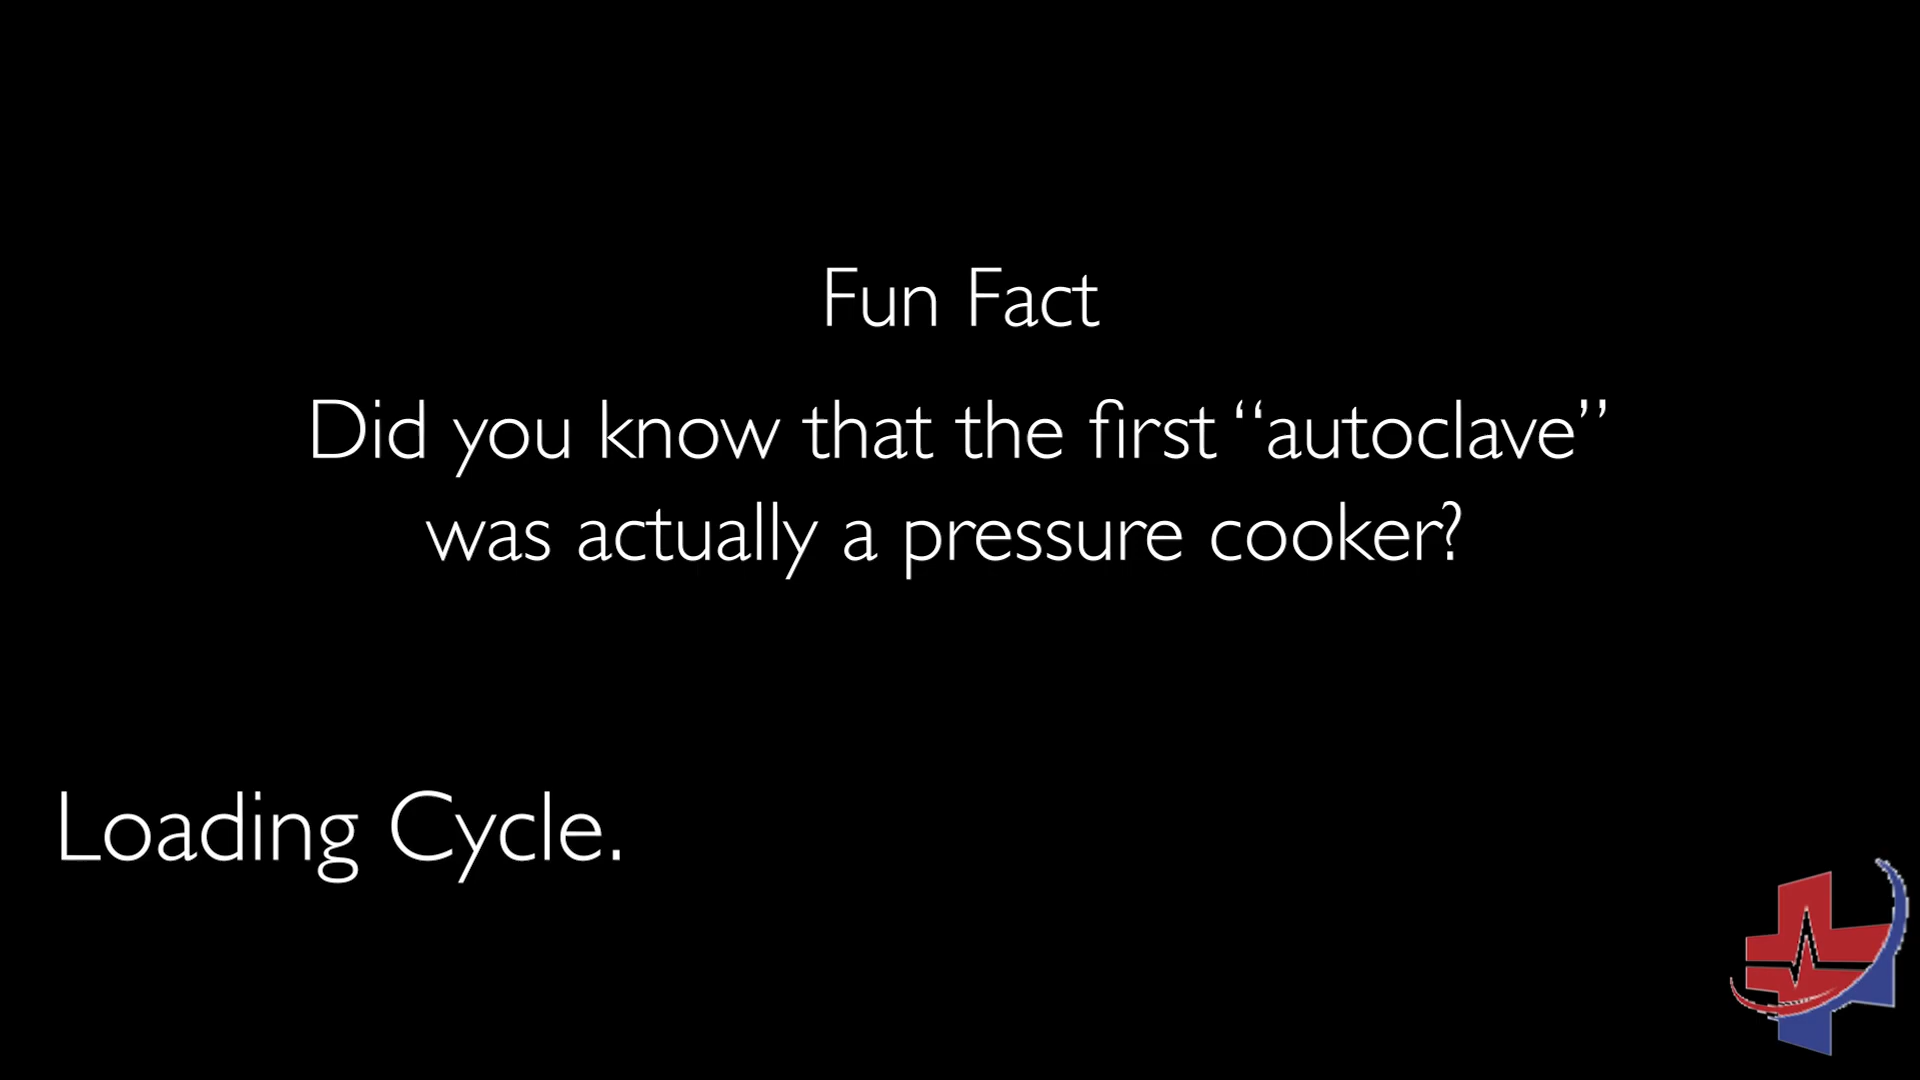 Fun Fact
Did you know that the first “autoclave”
was actually a pressure cooker?
Loading Cycle.